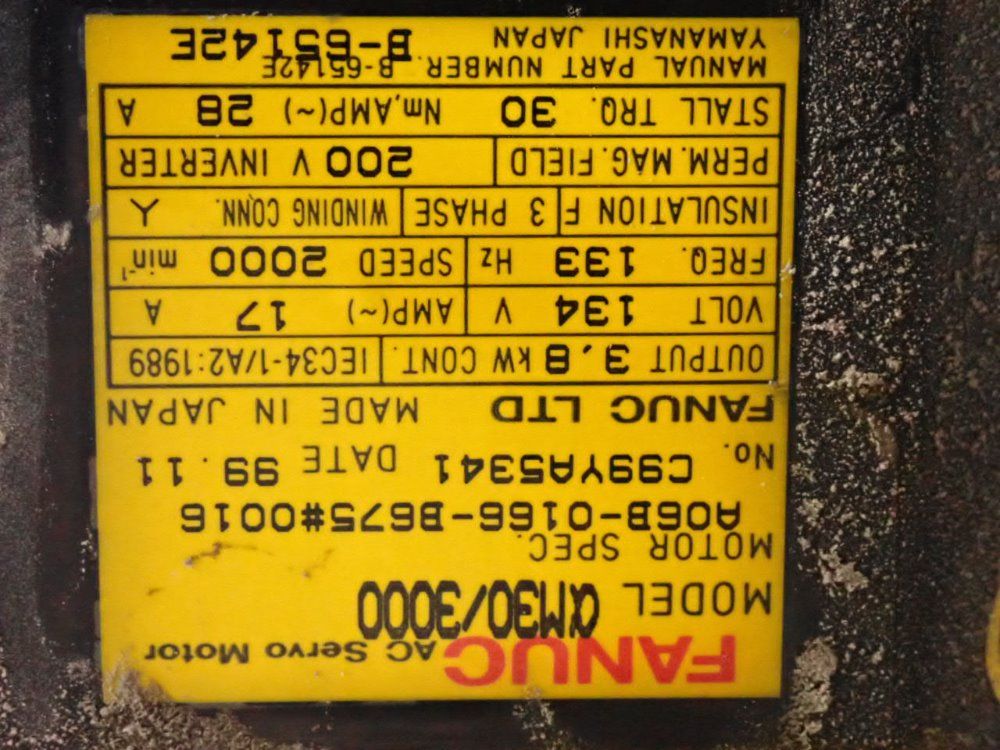 FANUC AC Servo Motor
MODEL αM30/3000
MOTOR SPEC.
A06B-0166-B675#0016
No. C99YA5341 DATE 99.11
FANUC LTD MADE IN JAPAN
OUTPUT 3.8 kW CONT. IEC34-1/A2:1989
VOLT 134 V AMP(~) 17 A
FREQ. 133 Hz SPEED 2000 min⁻¹
INSULATION F 3 PHASE WINDING CONN. Y
PERM. MAG. FIELD 200 V INVERTER
STALL TRQ. 30 Nm, AMP(~) 28 A
MANUAL PART NUMBER. B-65142E
YAMANASHI JAPAN B-65142E